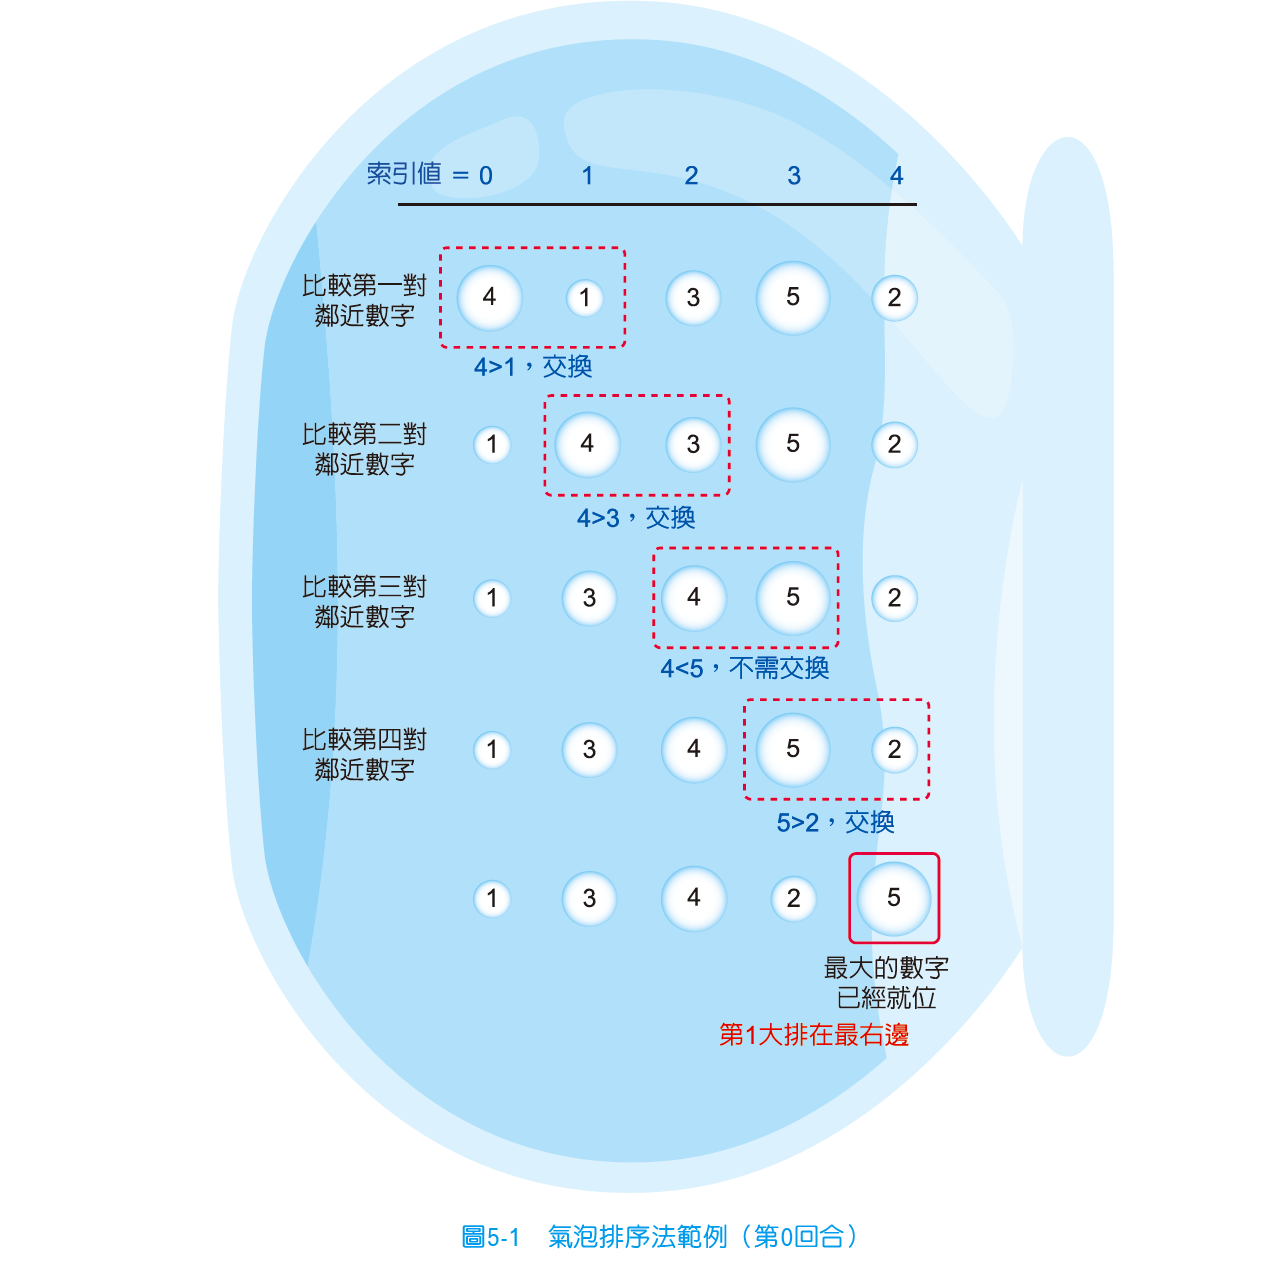 索引值 = 0 1 2 3 4
比較第一對
鄰近數字
4 1 3 5 2
4>1，交換
比較第二對
鄰近數字
1 4 3 5 2
4>3，交換
比較第三對
鄰近數字
1 3 4 5 2
4<5，不需交換
比較第四對
鄰近數字
1 3 4 5 2
5>2，交換
1 3 4 2 5
最大的數字
已經就位
第1大排在最右邊
圖5-1 氣泡排序法範例（第0回合）